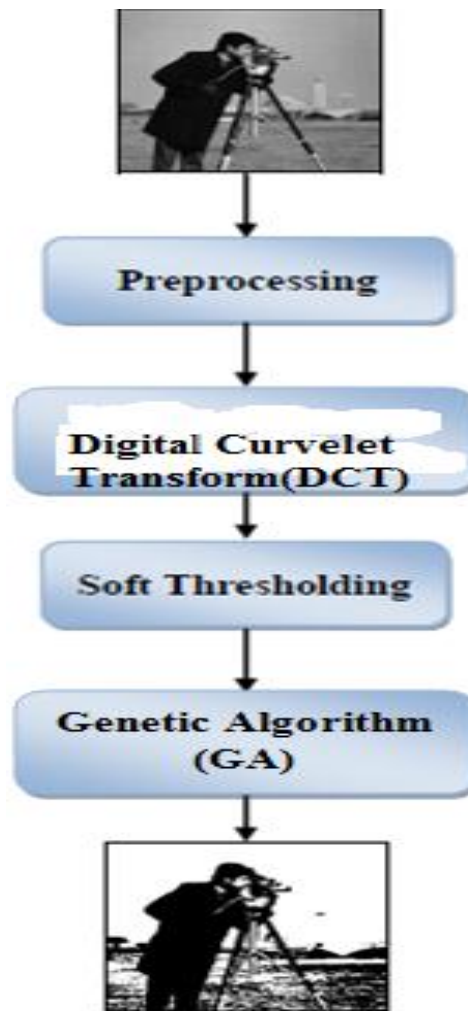 Preprocessing
Digital Curvelet
Transform(DCT)
Soft Thresholding
Genetic Algorithm
(GA)